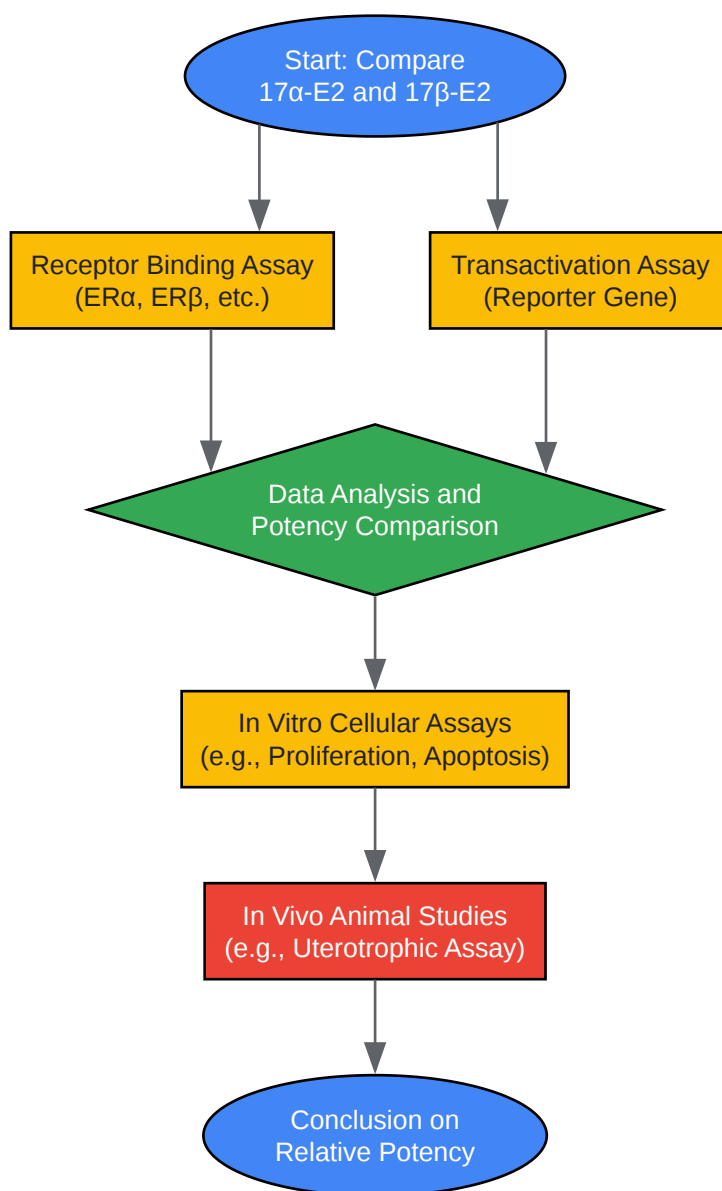 Start: Compare
17α-E2 and 17β-E2
Receptor Binding Assay
(ERα, ERβ, etc.)
Transactivation Assay
(Reporter Gene)
Data Analysis and
Potency Comparison
In Vitro Cellular Assays
(e.g., Proliferation, Apoptosis)
In Vivo Animal Studies
(e.g., Uterotrophic Assay)
Conclusion on
Relative Potency